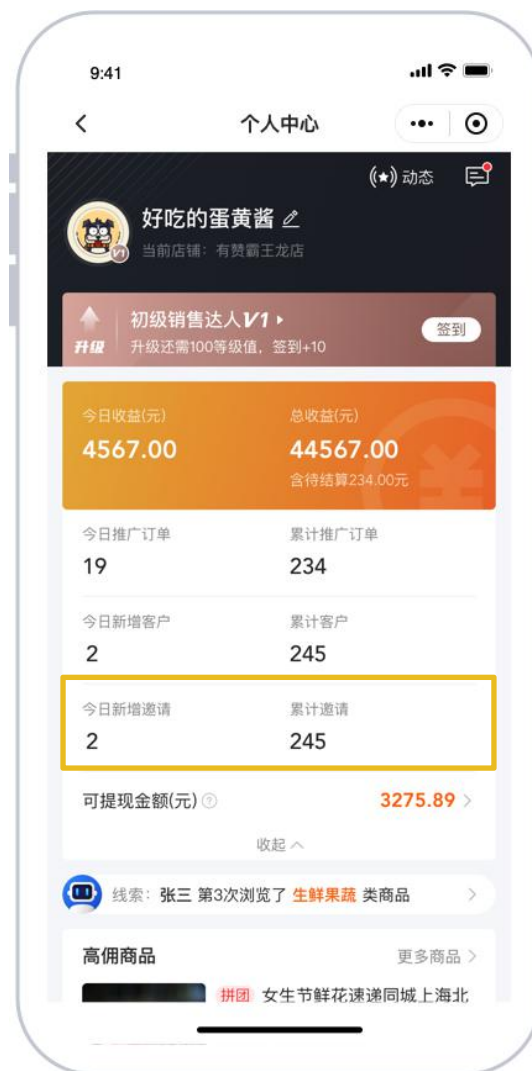 9:41
个人中心
动态
好吃的蛋黄酱
V1
当前店铺：有赞霸王龙店
初级销售达人V1
升级
升级还需100等级值，签到+10
签到
今日收益(元) 总收益(元)
4567.00 44567.00
含待结算234.00元
今日推广订单 累计推广订单
19 234
今日新增客户 累计客户
2 245
今日新增邀请 累计邀请
2 245
可提现金额(元) 3275.89
收起
线索：张三 第3次浏览了 生鲜果蔬 类商品
高佣商品 更多商品
拼团 女生节鲜花速递同城上海北